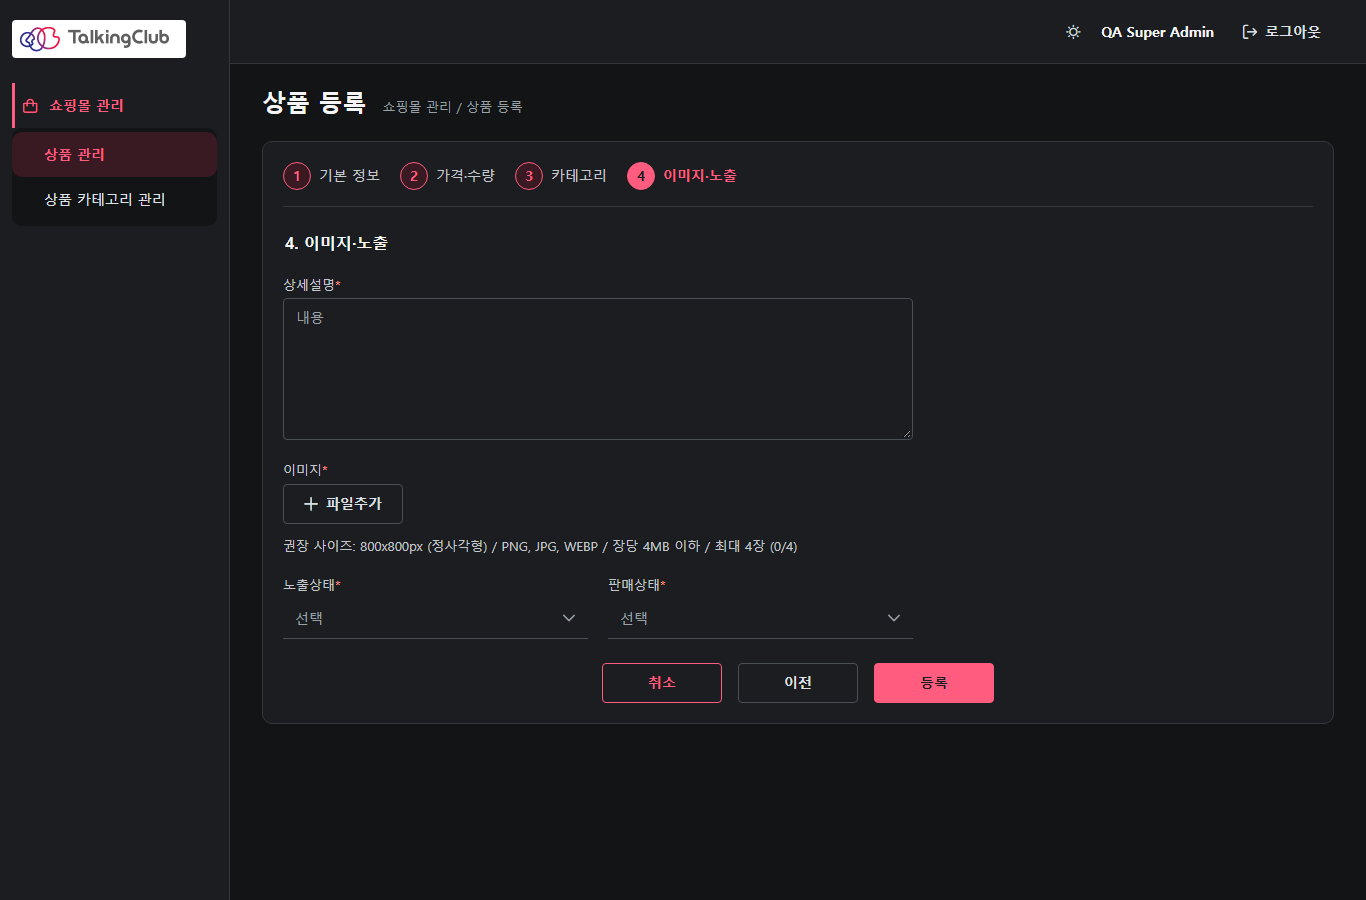 TalkingClub
QA Super Admin
로그아웃
쇼핑몰 관리
상품 관리
상품 카테고리 관리
상품 등록
쇼핑몰 관리 / 상품 등록
1 기본 정보 2 가격·수량 3 카테고리 4 이미지·노출
4. 이미지·노출
상세설명*
내용
이미지*
파일추가
권장 사이즈: 800x800px (정사각형) / PNG, JPG, WEBP / 장당 4MB 이하 / 최대 4장 (0/4)
노출상태* 판매상태*
선택 선택
취소 이전 등록